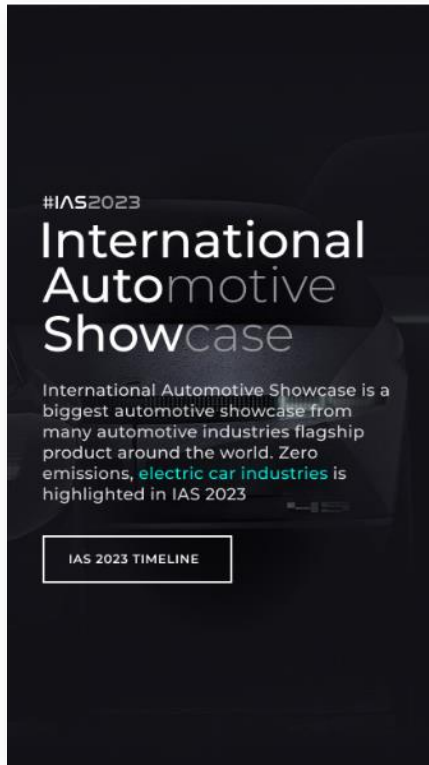 #IAS2023
International
Automotive
Showcase
International Automotive Showcase is a
biggest automotive showcase from
many automotive industries flagship
product around the world. Zero
emissions, electric car industries is
highlighted in IAS 2023
45
IAS 2023 TIMELINE